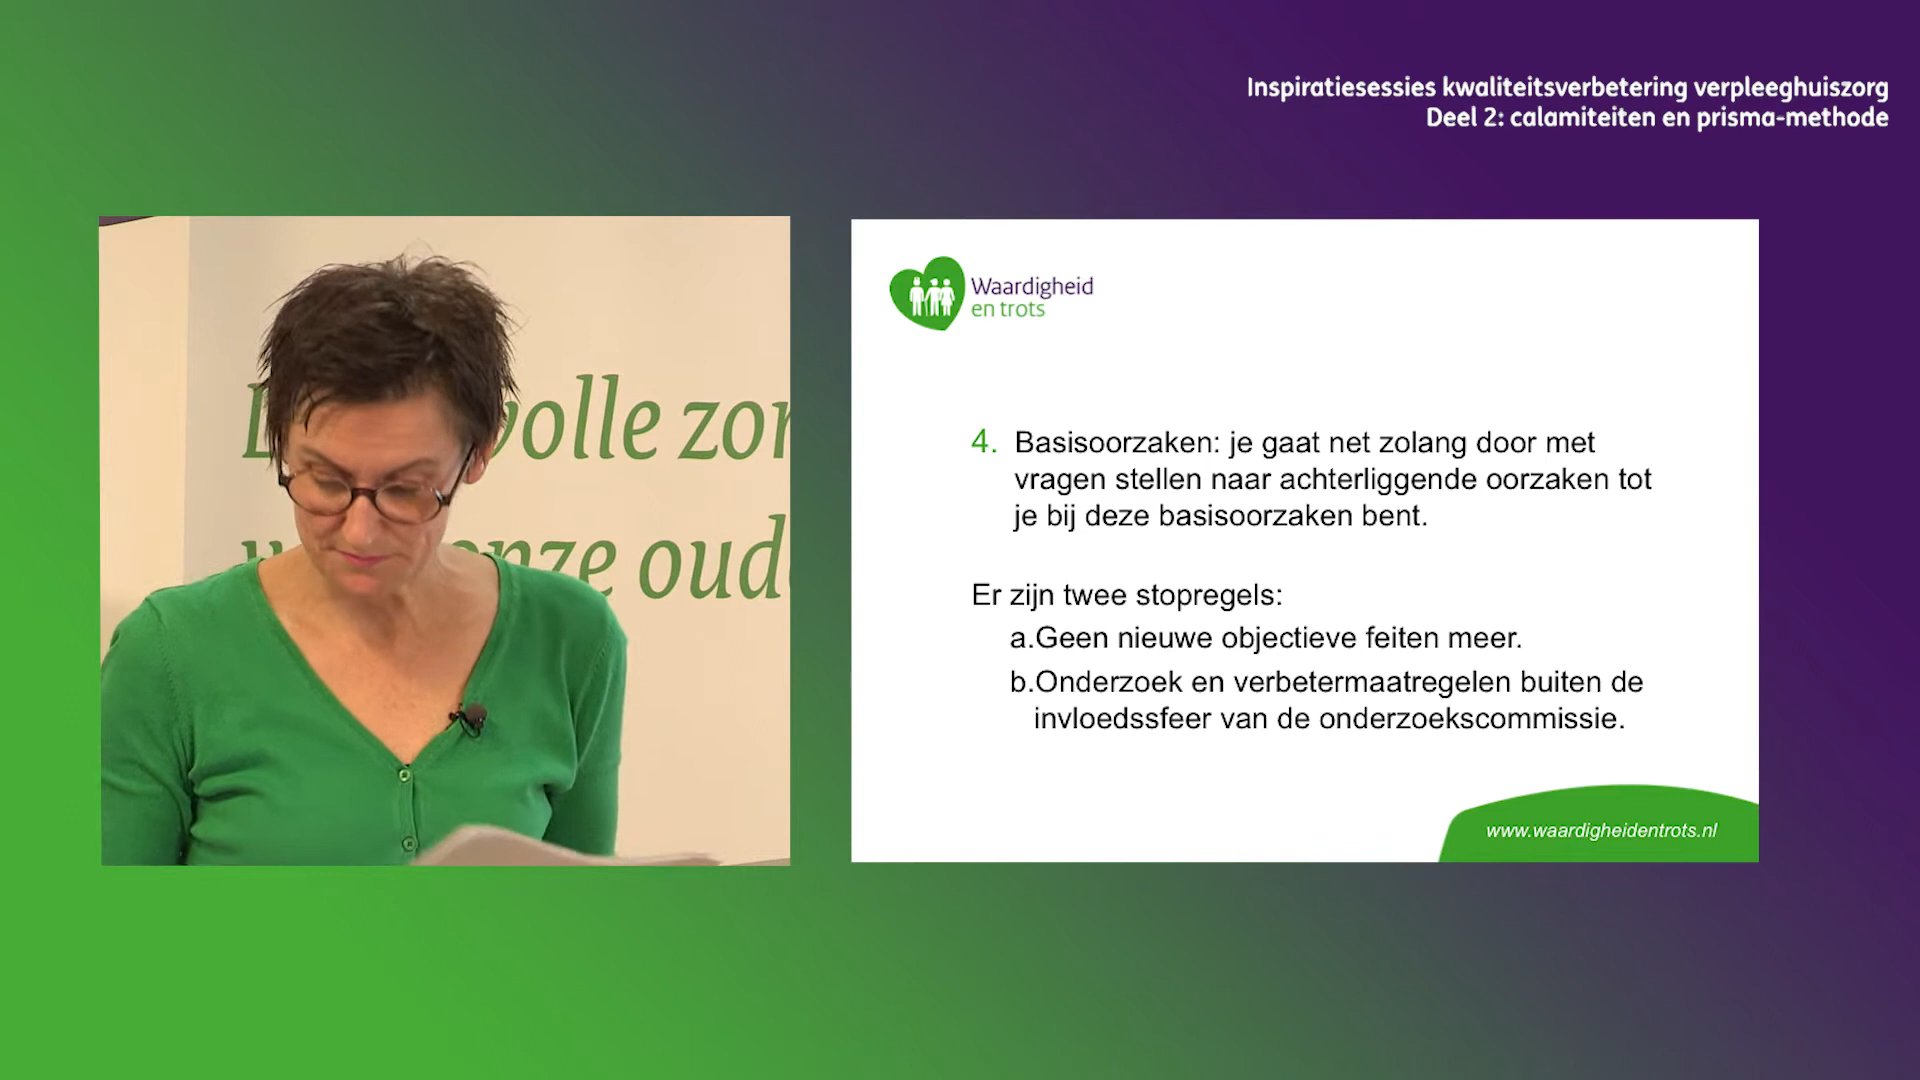 Inspiratiesessies kwaliteitsverbetering verpleeghuiszorg
Deel 2: calamiteiten en prisma-methode
volle zor
onze oud
Waardigheid
en trots
4. Basisoorzaken: je gaat net zolang door met
vragen stellen naar achterliggende oorzaken tot
je bij deze basisoorzaken bent.
Er zijn twee stopregels:
a.Geen nieuwe objectieve feiten meer.
b.Onderzoek en verbetermaatregelen buiten de
invloedssfeer van de onderzoekscommissie.
www.waardigheidentrots.nl